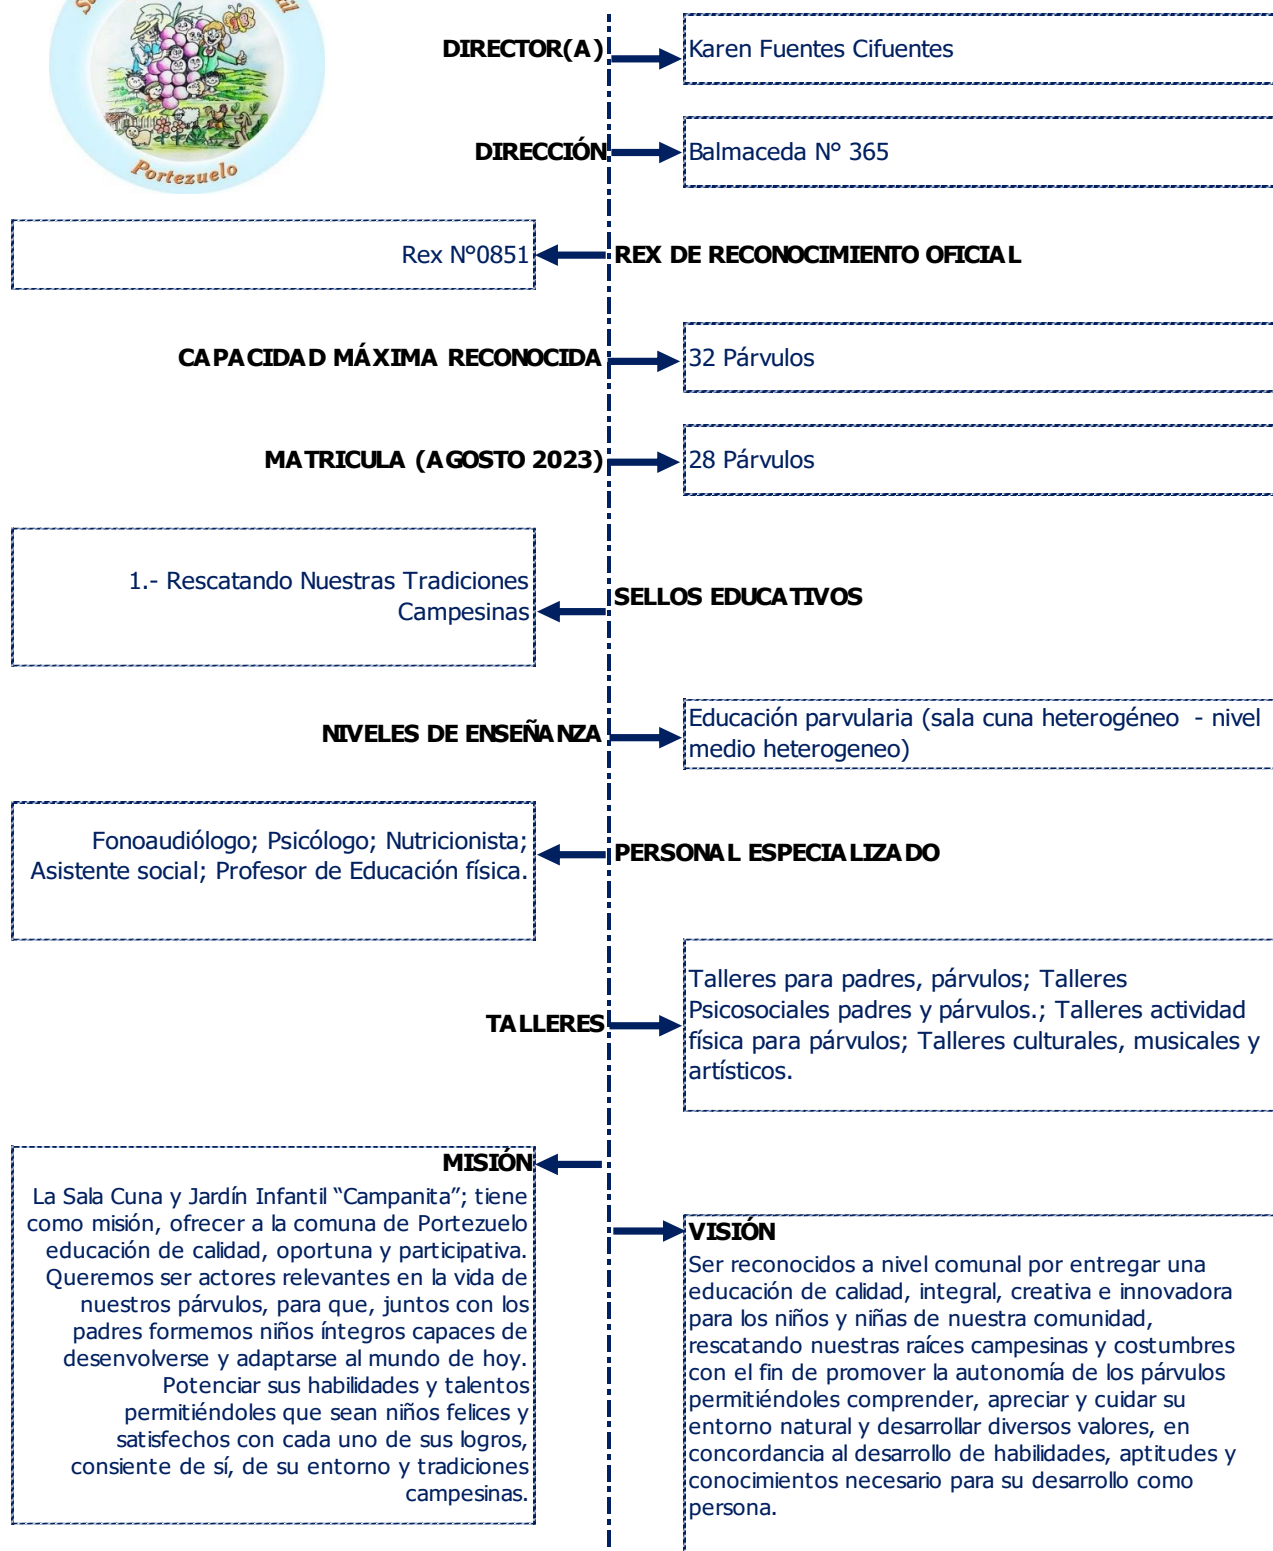 Portezuelo
DIRECTOR(A)
Karen Fuentes Cifuentes
DIRECCIÓN
Balmaceda N° 365
Rex N°0851
REX DE RECONOCIMIENTO OFICIAL
CAPACIDAD MÁXIMA RECONOCIDA
32 Párvulos
MATRICULA (AGOSTO 2023)
28 Párvulos
1.- Rescatando Nuestras Tradiciones
Campesinas
SELLOS EDUCATIVOS
NIVELES DE ENSEÑANZA
Educación parvularia (sala cuna heterogéneo - nivel
medio heterogeneo)
Fonoaudiólogo; Psicólogo; Nutricionista;
Asistente social; Profesor de Educación física.
PERSONAL ESPECIALIZADO
TALLERES
Talleres para padres, párvulos; Talleres
Psicosociales padres y párvulos.; Talleres actividad
física para párvulos; Talleres culturales, musicales y
artísticos.
MISIÓN
La Sala Cuna y Jardín Infantil “Campanita”; tiene
como misión, ofrecer a la comuna de Portezuelo
educación de calidad, oportuna y participativa.
Queremos ser actores relevantes en la vida de
nuestros párvulos, para que, juntos con los
padres formemos niños íntegros capaces de
desenvolverse y adaptarse al mundo de hoy.
Potenciar sus habilidades y talentos
permitiéndoles que sean niños felices y
satisfechos con cada uno de sus logros,
consiente de sí, de su entorno y tradiciones
campesinas.
VISIÓN
Ser reconocidos a nivel comunal por entregar una
educación de calidad, integral, creativa e innovadora
para los niños y niñas de nuestra comunidad,
rescatando nuestras raíces campesinas y costumbres
con el fin de promover la autonomía de los párvulos
permitiéndoles comprender, apreciar y cuidar su
entorno natural y desarrollar diversos valores, en
concordancia al desarrollo de habilidades, aptitudes y
conocimientos necesario para su desarrollo como
persona.